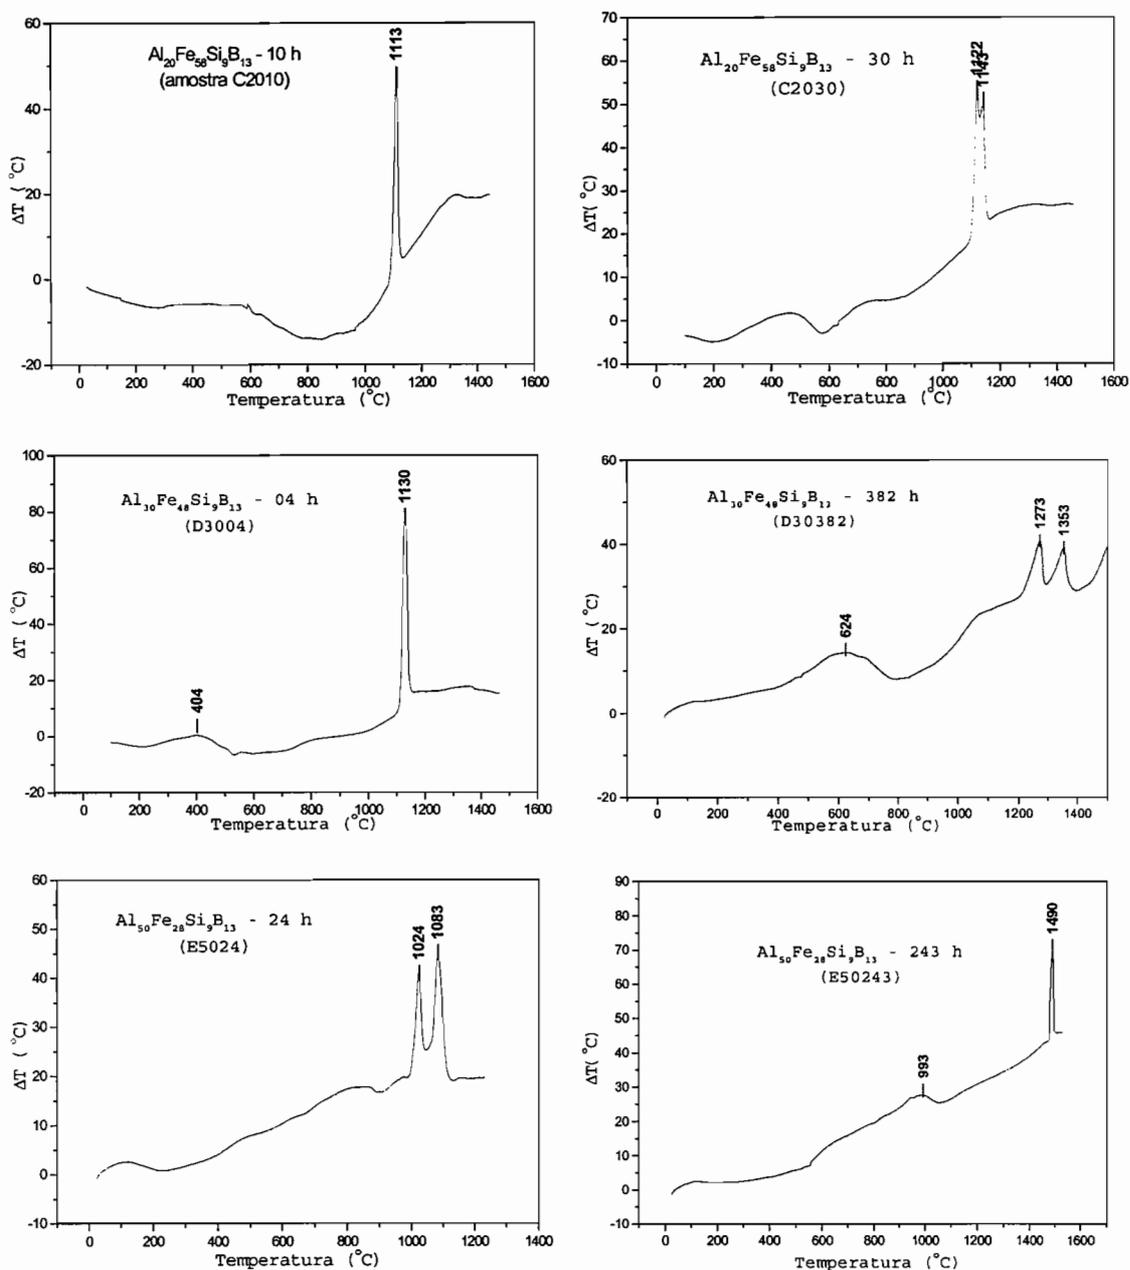 Al20Fe58Si9B13 - 10 h
(amostra C2010)
1113
ΔT (°C)
60
40
20
0
-20
0 200 400 600 800 1000 1200 1400 1600
Temperatura (°C)
Al20Fe58Si9B13 - 30 h
(C2030)
1122
1143
ΔT(°C)
70
60
50
40
30
20
10
0
-10
0 200 400 600 800 1000 1200 1400 1600
Temperatura (°C)
Al30Fe48Si9B13 - 04 h
(D3004)
404
1130
ΔT (°C)
100
80
60
40
20
0
-20
0 200 400 600 800 1000 1200 1400 1600
Temperatura (°C)
Al30Fe48Si9B13 - 382 h
(D30382)
624
1273
1353
ΔT (°C)
60
40
20
0
-20
0 200 400 600 800 1000 1200 1400
Temperatura (°C)
Al50Fe28Si9B13 - 24 h
(E5024)
1024
1083
ΔT (°C)
60
50
40
30
20
10
0
-10
0 200 400 600 800 1000 1200 1400
Temperatura (°C)
Al50Fe28Si9B13 - 243 h
(E50243)
993
1490
ΔT(°C)
90
80
70
60
50
40
30
20
10
0
-10
0 200 400 600 800 1000 1200 1400 1600
Temperatura (°C)